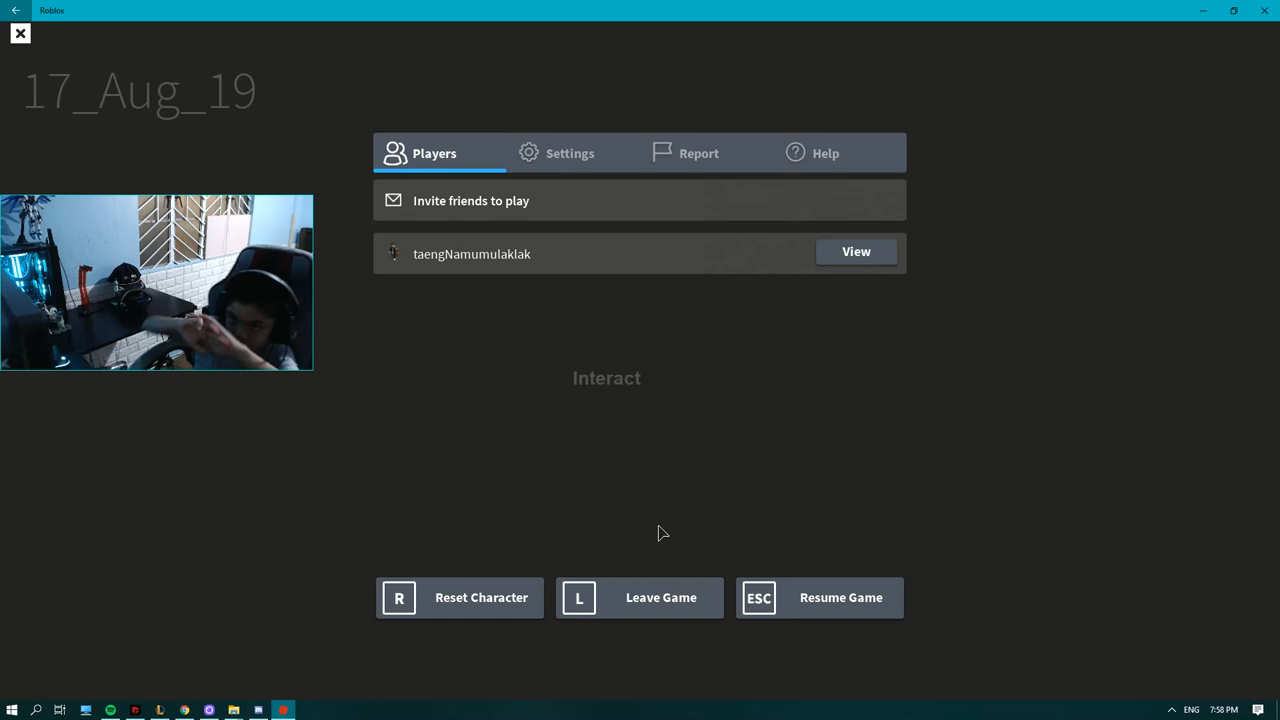 Roblox
17_Aug_19
Players
Settings
Report
Help
Invite friends to play
taengNamumulaklak
View
Interact
R Reset Character
L Leave Game
ESC Resume Game
ENG 7:58 PM